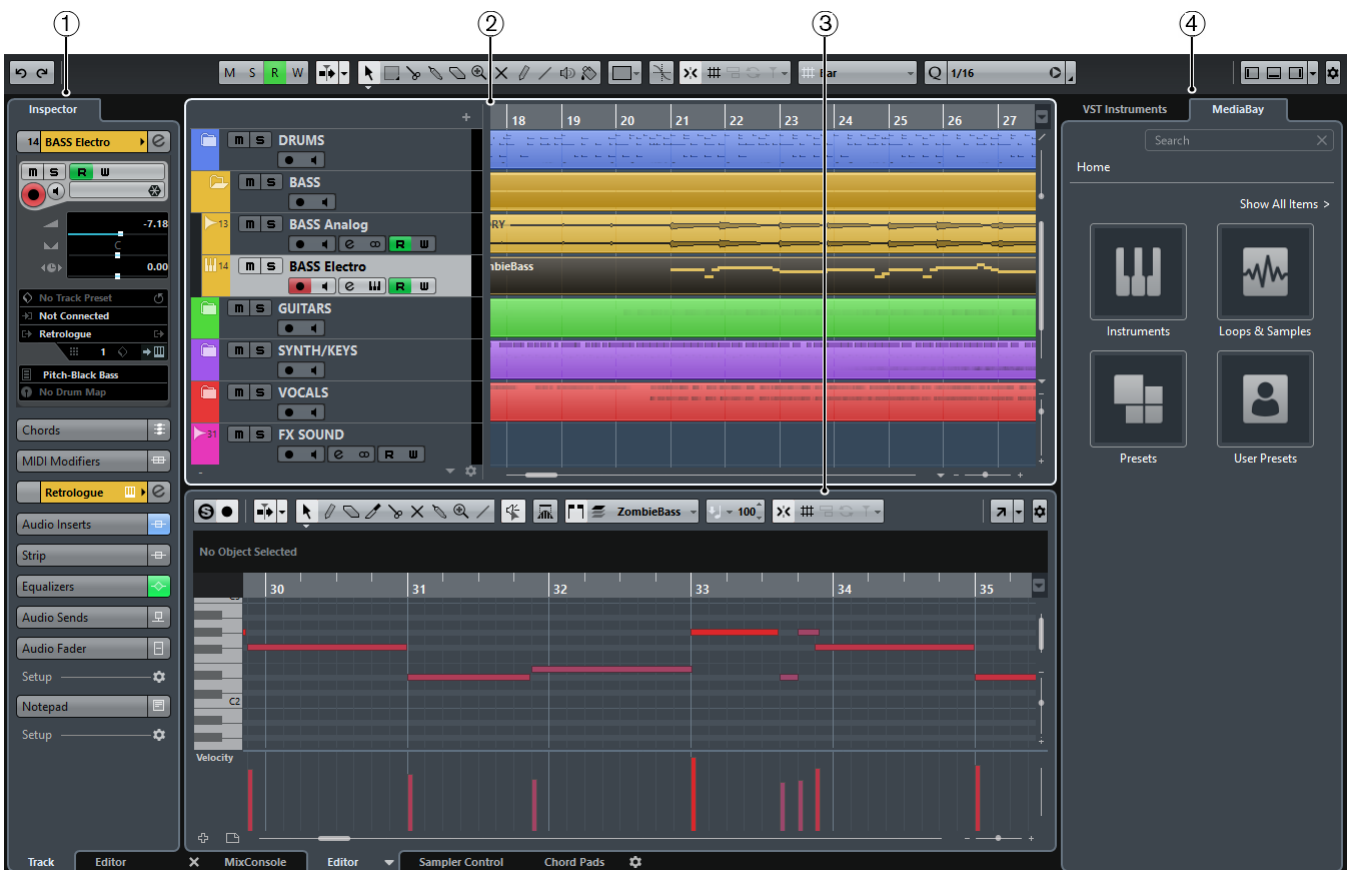 1 2 3 4
M S R W Bar Q 1/16
Inspector
14 BASS Electro e
m S R W
-7.18
C
0.00
No Track Preset
Not Connected
Retrologue
1
Pitch-Black Bass
No Drum Map
Chords
MIDI Modifiers
Retrologue e
Audio Inserts
Strip
Equalizers
Audio Sends
Audio Fader
Setup
Notepad
Setup
Track Editor
+ 18 19 20 21 22 23 24 25 26 27
m S DRUMS
m S BASS
13 m S BASS Analog
e R W
RY
14 m S BASS Electro
e R W
mbieBass
m S GUITARS
m S SYNTH/KEYS
m S VOCALS
31 m S FX SOUND
e R W
S ZombieBass 100
No Object Selected
30 31 32 33 34 35
C3
C2
Velocity
MixConsole Editor Sampler Control Chord Pads
VST Instruments MediaBay
Search
Home
Show All Items >
Instruments Loops & Samples
Presets User Presets